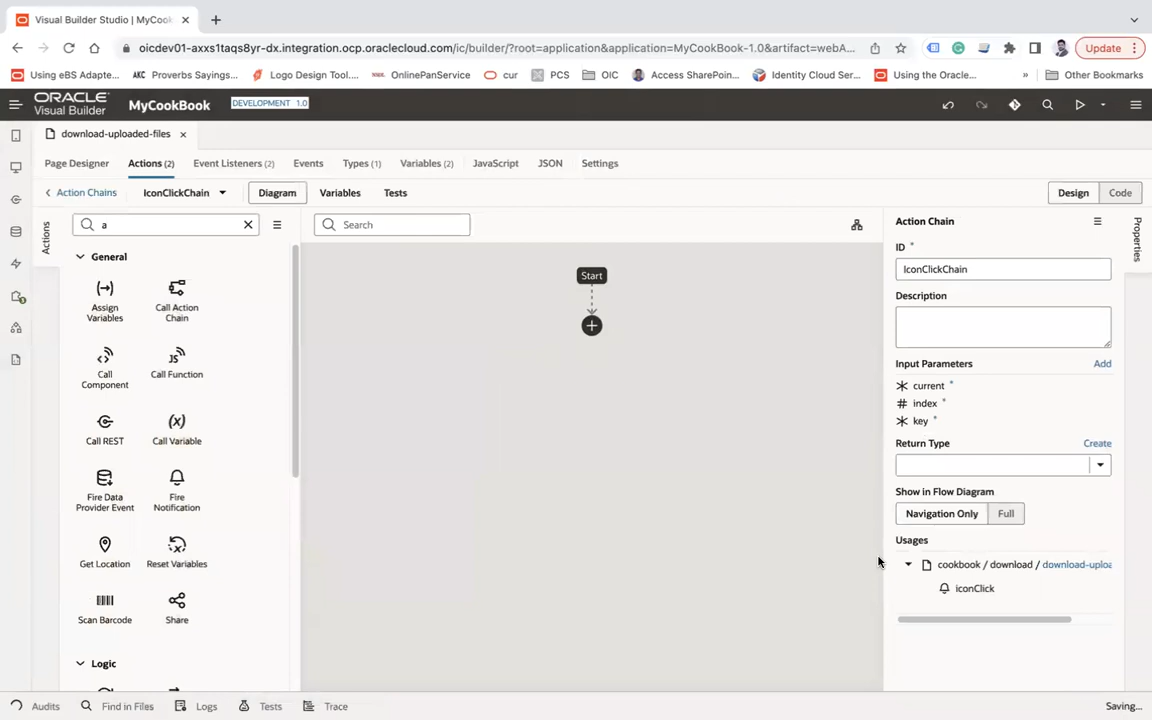 Visual Builder Studio | MyCook
oicdev01-axxs1taqs8yr-dx.integration.ocp.oraclecloud.com/ic/builder/?root=application&application=MyCookBook-1.0&artifact=webA...
Update
Using eBS Adapte...
AKC Proverbs Sayings...
Logo Design Tool....
OnlinePanService
cur
PCS
OIC
Access SharePoin...
Identity Cloud Ser...
Using the Oracle...
»
Other Bookmarks
ORACLE
Visual Builder
MyCookBook
DEVELOPMENT 1.0
download-uploaded-files
Page Designer
Actions (2)
Event Listeners (2)
Events
Types (1)
Variables (2)
JavaScript
JSON
Settings
Action Chains
IconClickChain
Diagram
Variables
Tests
Design
Code
Actions
a
Search
General
Assign Variables
Call Action Chain
Call Component
Call Function
Call REST
Call Variable
Fire Data Provider Event
Fire Notification
Get Location
Reset Variables
Scan Barcode
Share
Logic
Start
Action Chain
Properties
ID *
IconClickChain
Description
Input Parameters
Add
current *
index *
key *
Return Type
Create
Show in Flow Diagram
Navigation Only
Full
Usages
cookbook / download / download-uploa
iconClick
Audits
Find in Files
Logs
Tests
Trace
Saving...